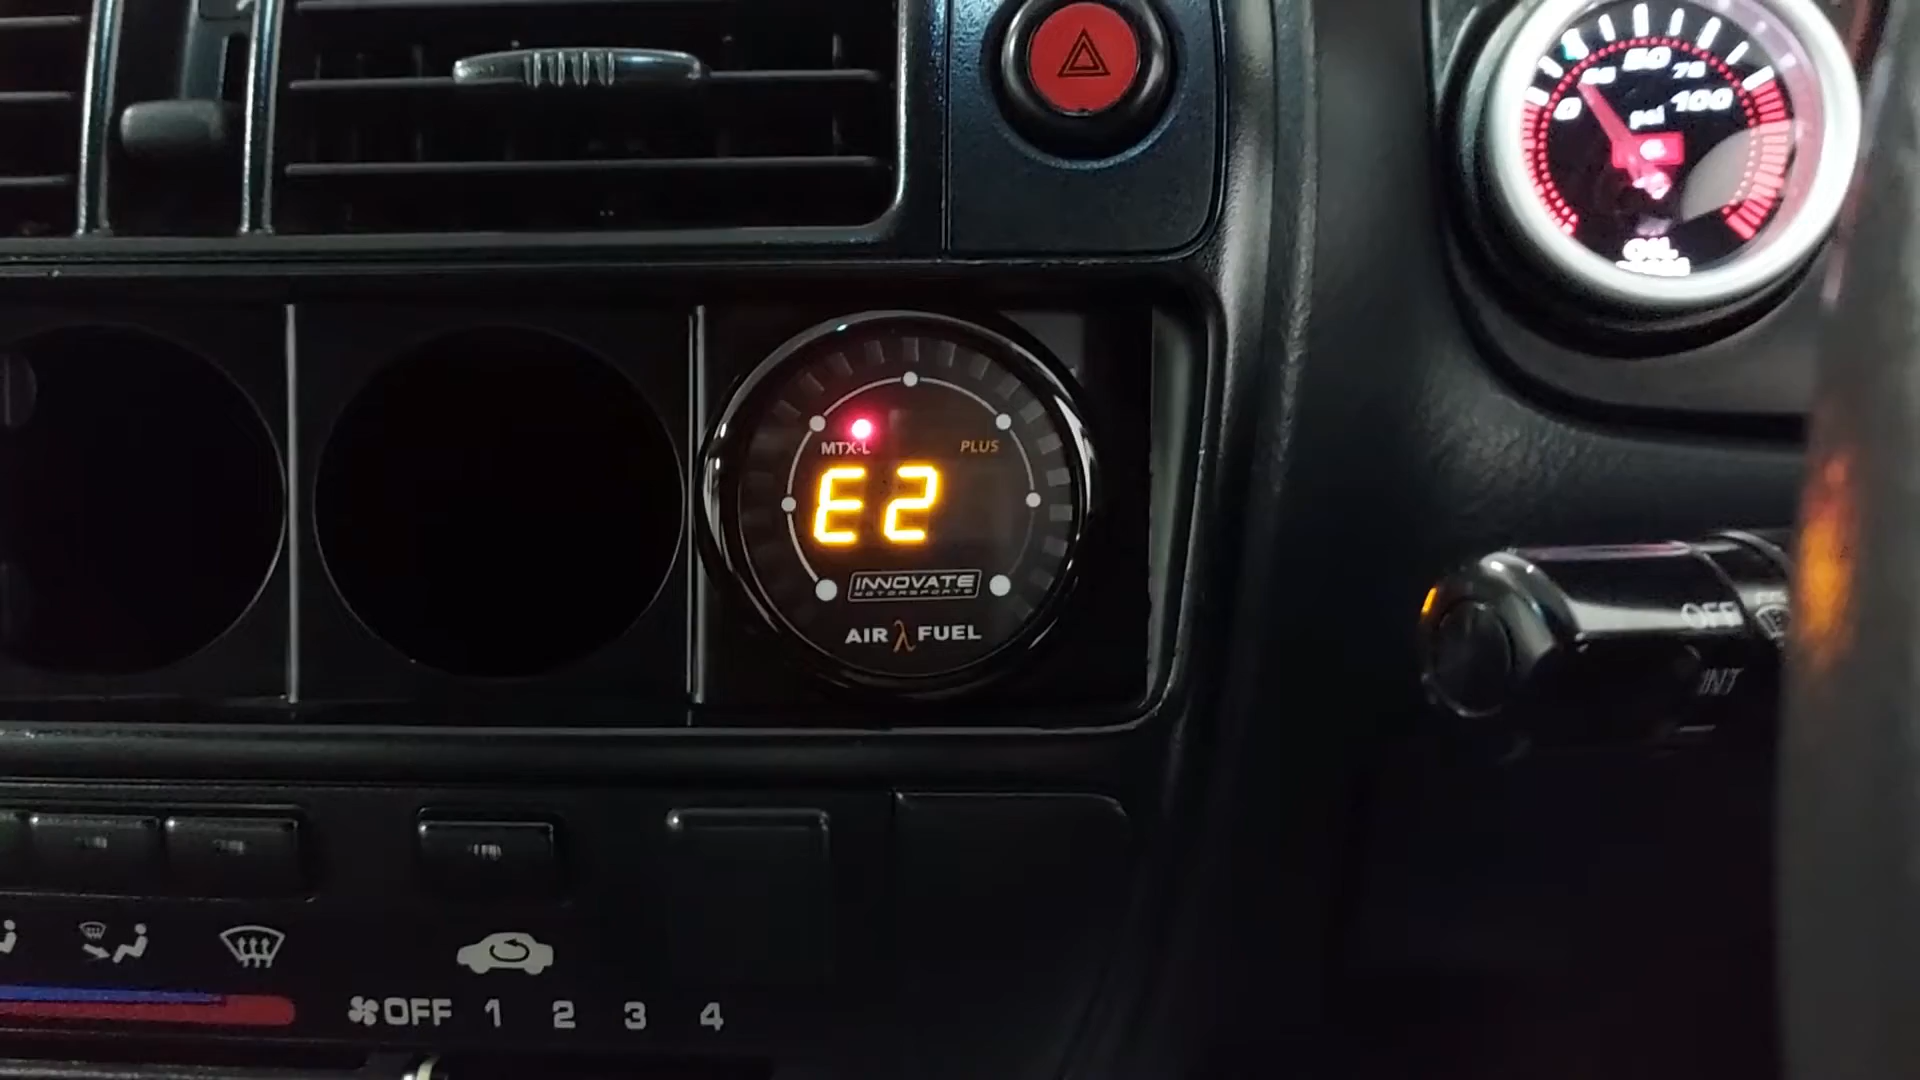 50
75
0
100
psi
OIL
MTX-L
PLUS
E2
INNOVATE
MOTORSPORTS
AIR λ FUEL
OFF
INT
OFF 1 2 3 4